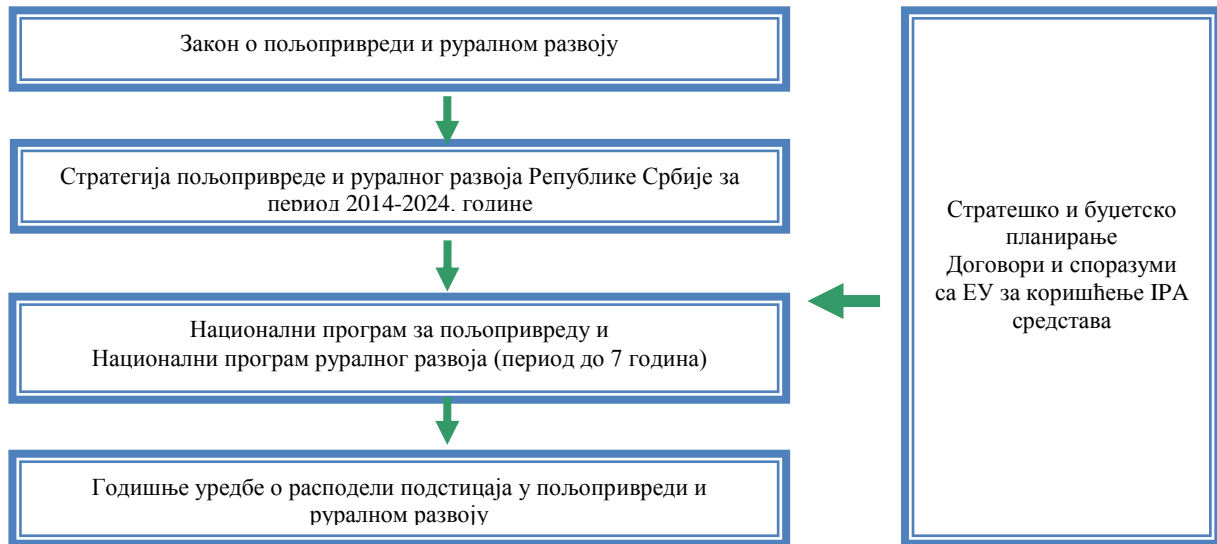 Закон о пољопривреди и руралном развоју
Стратегија пољопривреде и руралног развоја Републике Србије за
период 2014-2024. године
Национални програм за пољопривреду и
Национални програм руралног развоја (период до 7 година)
Годишње уредбе о расподели подстицаја у пољопривреди и
руралном развоју
Стратешко и буџетско
планирање
Договори и споразуми
са ЕУ за коришћење IPA
средстава